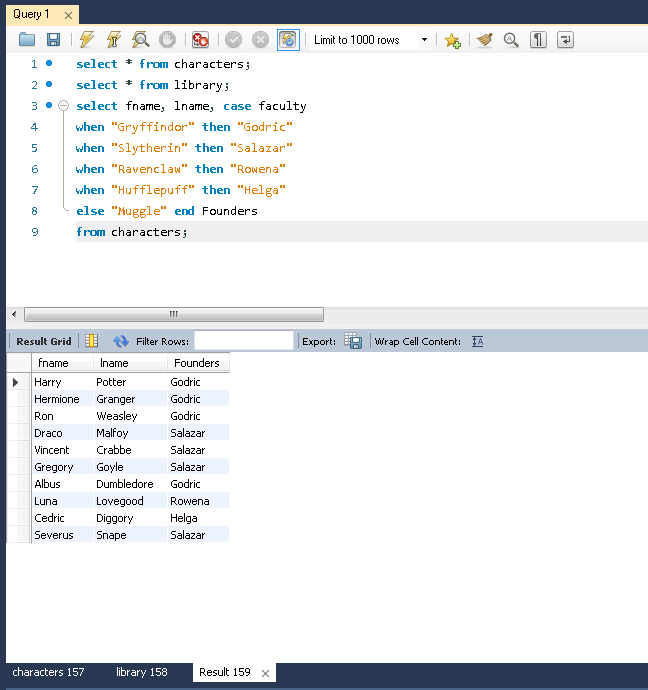 Query 1
Limit to 1000 rows
1 select * from characters;
2 select * from library;
3 select fname, lname, case faculty
4 when "Gryffindor" then "Godric"
5 when "Slytherin" then "Salazar"
6 when "Ravenclaw" then "Rowena"
7 when "Hufflepuff" then "Helga"
8 else "Muggle" end Founders
9 from characters;
Result Grid Filter Rows: Export: Wrap Cell Content:
fname lname Founders
Harry Potter Godric
Hermione Granger Godric
Ron Weasley Godric
Draco Malfoy Salazar
Vincent Crabbe Salazar
Gregory Goyle Salazar
Albus Dumbledore Godric
Luna Lovegood Rowena
Cedric Diggory Helga
Severus Snape Salazar
characters 157 library 158 Result 159